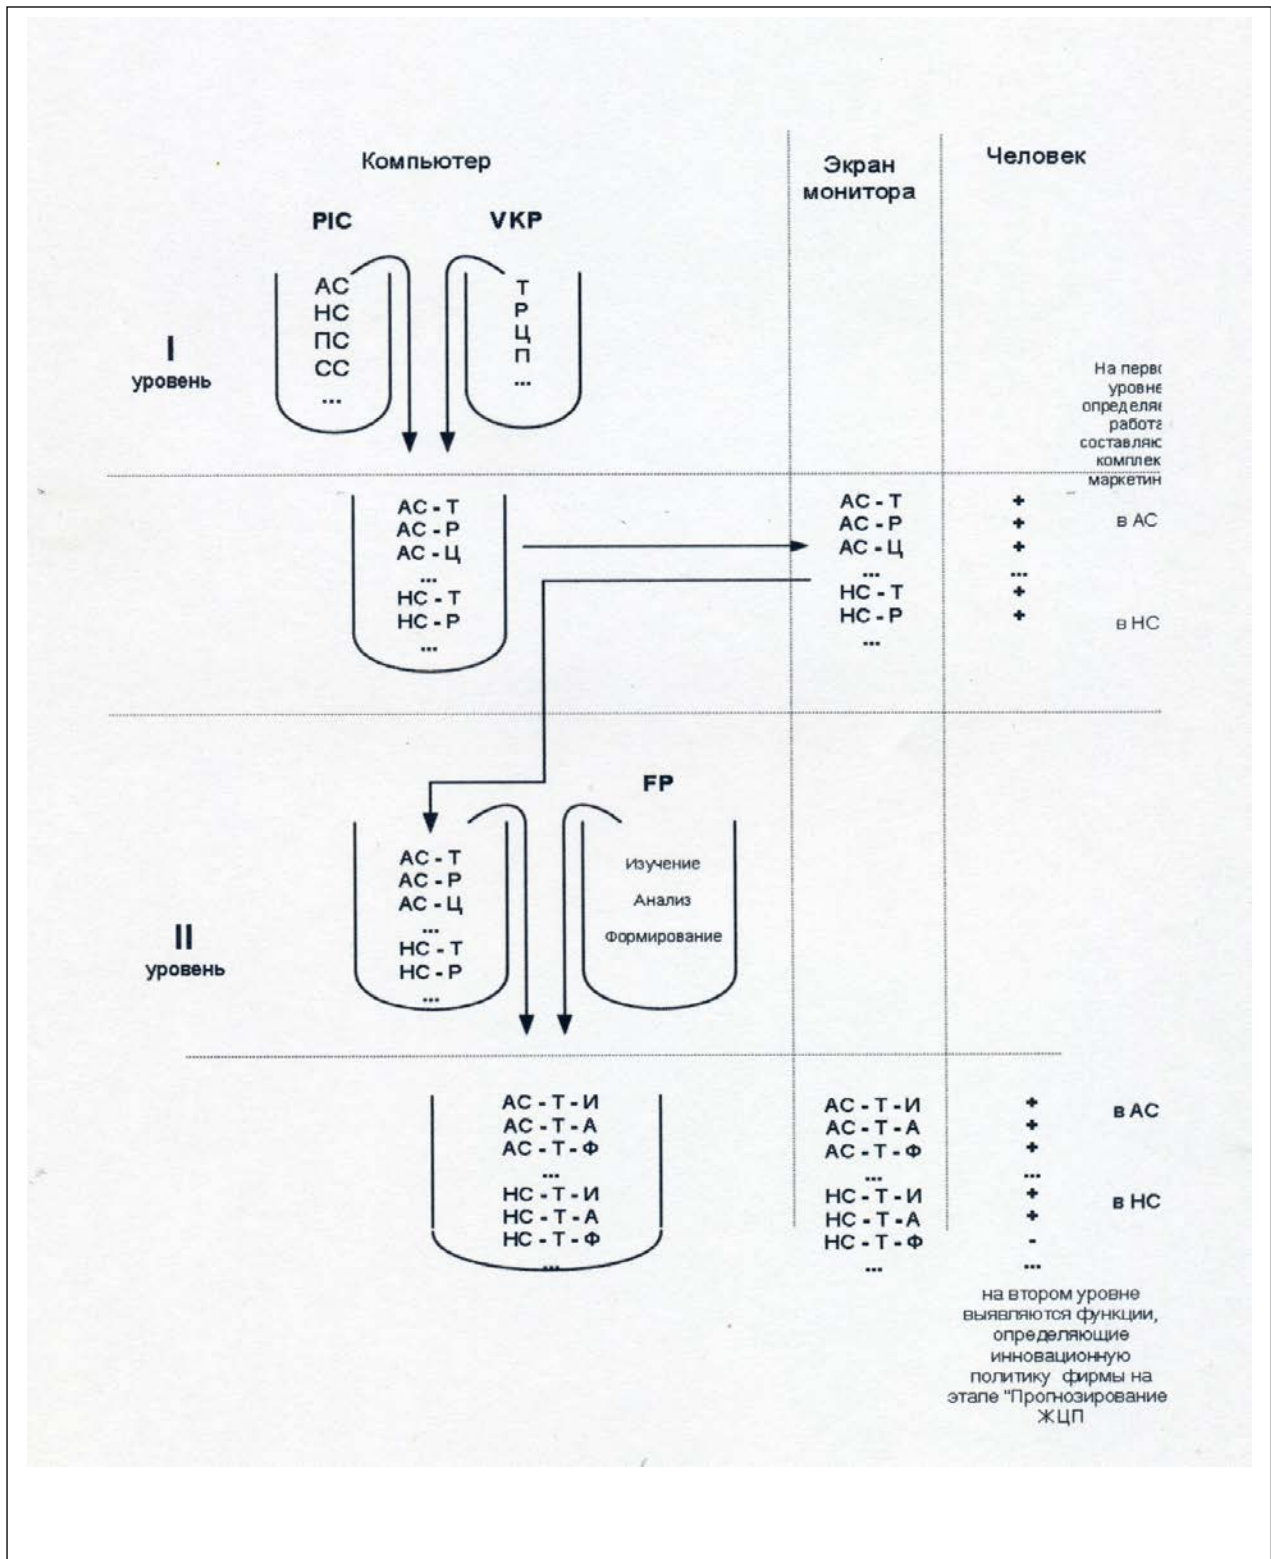 Компьютер
Экран
монитора
Человек
PIC
VKP
АС
НС
ПС
СС
...
Т
Р
Ц
П
...
I
уровень
На
уровне
работа
в АС
в НС
АС - Т
АС - Р
АС - Ц
...
НС - Т
НС - Р
...
АС - Т
АС - Р
АС - Ц
...
НС - Т
НС - Р
...
+
+
+
...
+
+
FP
II
уровень
АС - Т
АС - Р
АС - Ц
...
НС - Т
НС - Р
...
Изучение
Анализ
Формирование
АС - Т - И
АС - Т - А
АС - Т - Ф
...
НС - Т - И
НС - Т - А
НС - Т - Ф
...
АС - Т - И
АС - Т - А
АС - Т - Ф
...
НС - Т - И
НС - Т - А
НС - Т - Ф
...
+
+
+
...
+
+
-
...
в АС
в НС
на втором уровне
выявляются функции,
определяющие
инновационную
политику фирмы на
этапе "Прогнозирование
ЖЦП